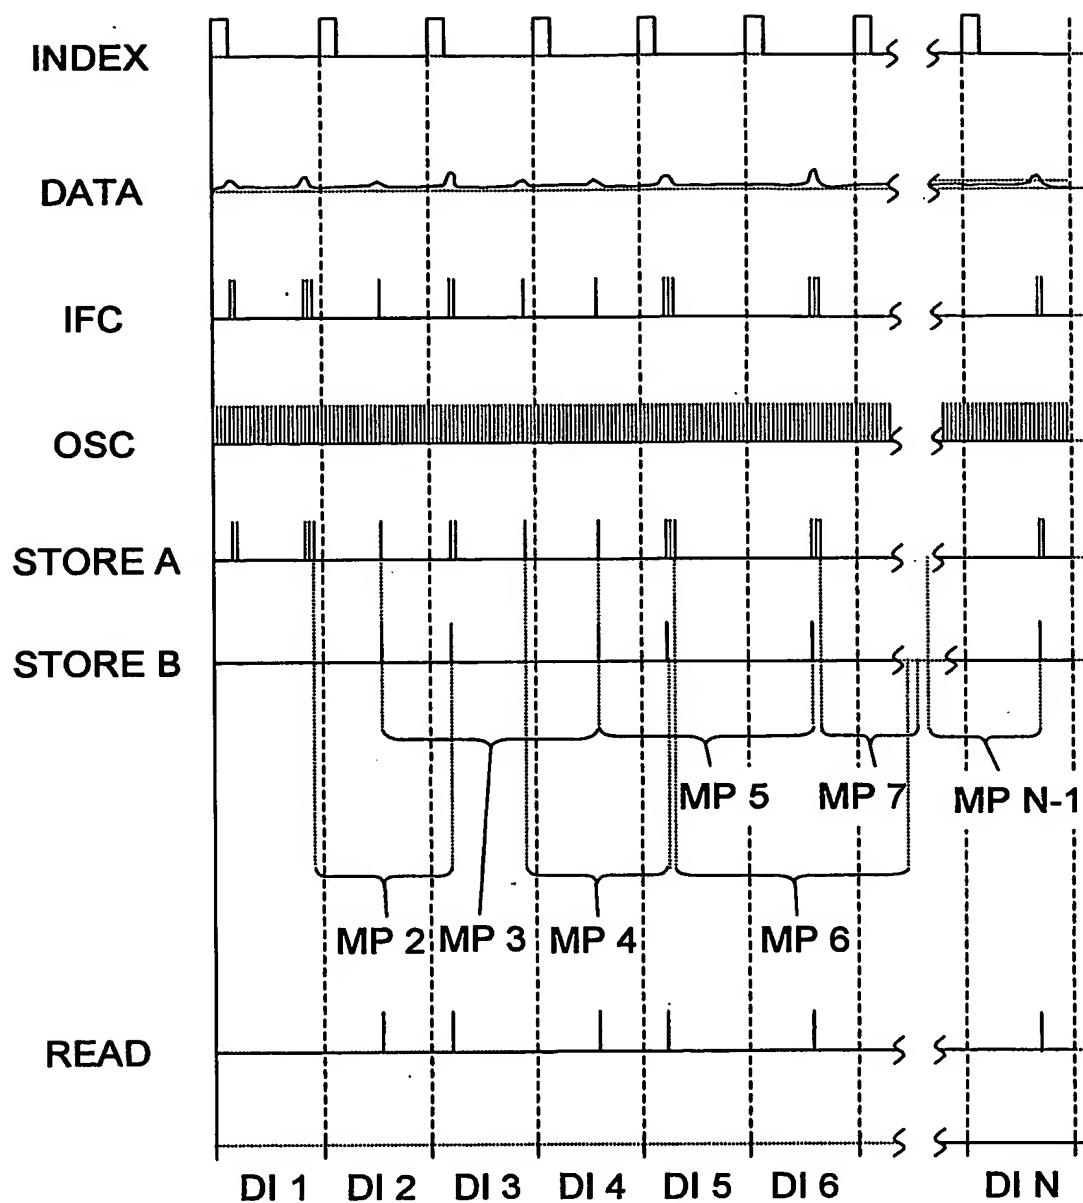 INDEX
DATA
IFC
OSC
STORE A
STORE B
MP 5 MP 7 MP N-1
MP 2 MP 3 MP 4 MP 6
READ
DI 1 DI 2 DI 3 DI 4 DI 5 DI 6 DI N